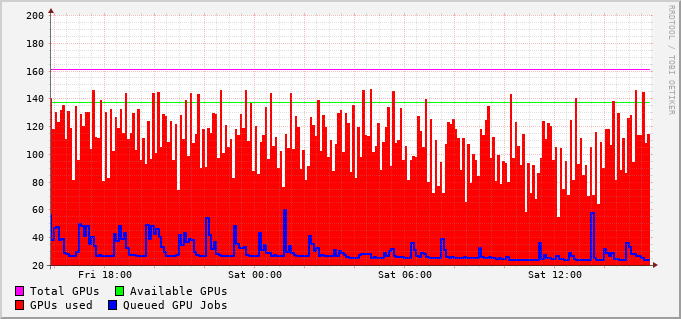 200
180
160
140
120
100
80
60
40
20
Fri 18:00 Sat 00:00 Sat 06:00 Sat 12:00
Total GPUs Available GPUs
GPUs used Queued GPU Jobs
RRDTOOL / TOBI OETIKER